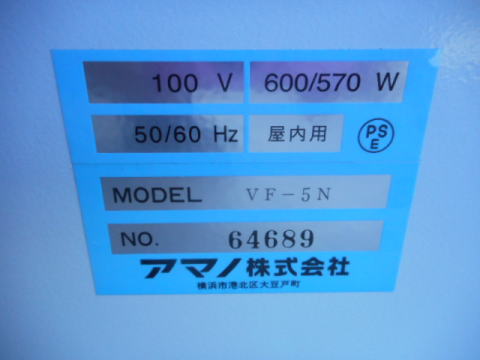 100 V 600/570 W
50/60 Hz 屋内用 PSE
MODEL VF-5N
NO. 64689
アマノ株式会社
横浜市港北区大豆戸町